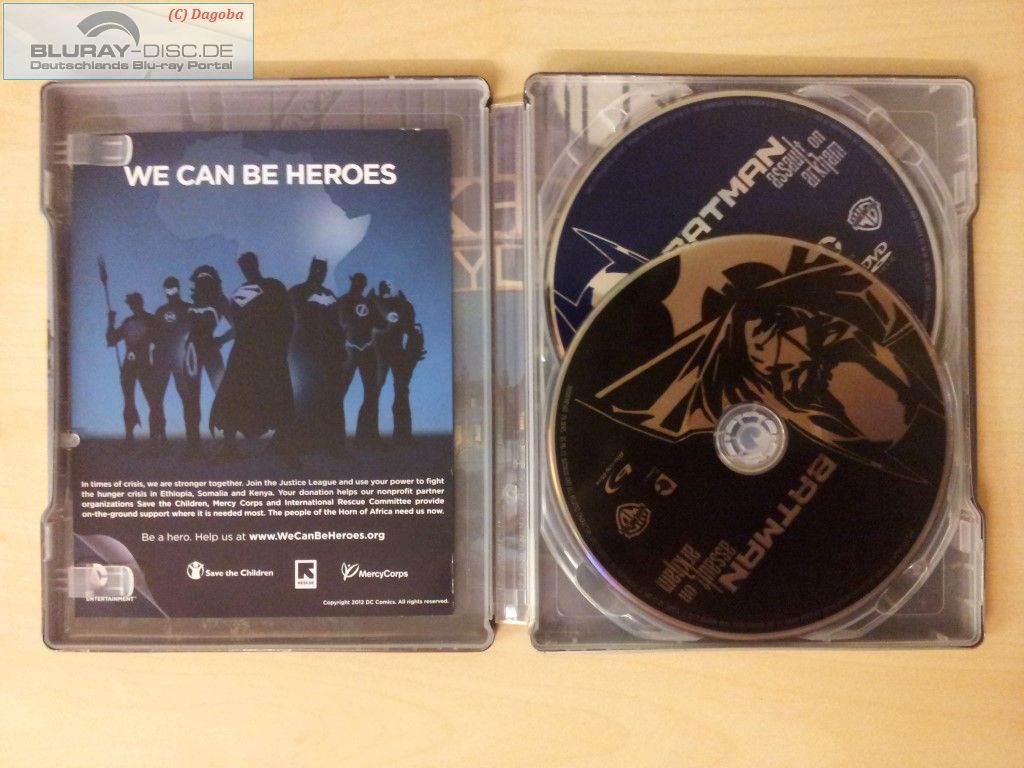 (C) Dagoba
BLURAY-DISC.DE
Deutschlands Blu-ray Portal
WE CAN BE HEROES
In times of crisis, we are stronger together. Join the Justice League and use your power to fight
the hunger crisis in Ethiopia, Somalia and Kenya. Your donation helps our nonprofit partner
organizations Save the Children, Mercy Corps and International Rescue Committee provide
on-the-ground support where it is needed most. The people of the Horn of Africa need us now.
Be a hero. Help us at www.WeCanBeHeroes.org
Save the Children
RESCUE
MercyCorps
ENTERTAINMENT
Copyright 2012 DC Comics. All rights reserved.
BATMAN
assault on
arkham
DVD
BATMAN
assault on
arkham